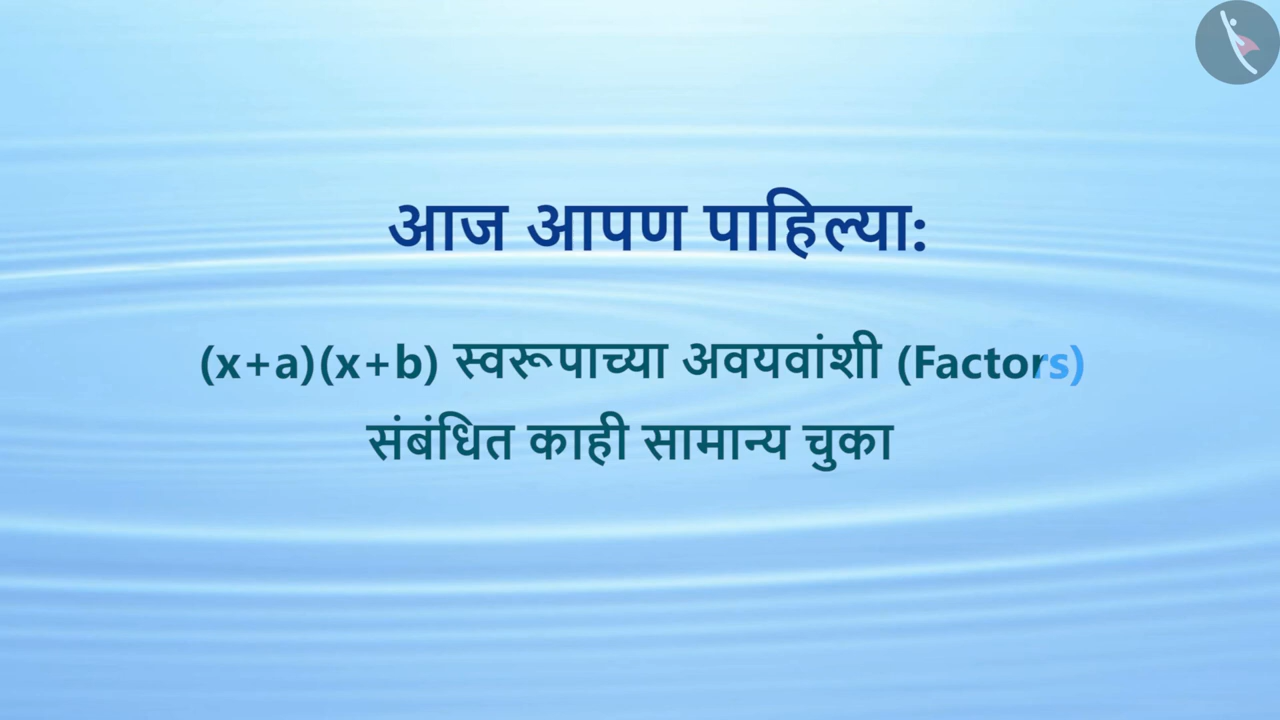 आज आपण पाहिल्या:
(x+a)(x+b) स्वरूपाच्या अवयवांशी (Factors)
संबंधित काही सामान्य चुका